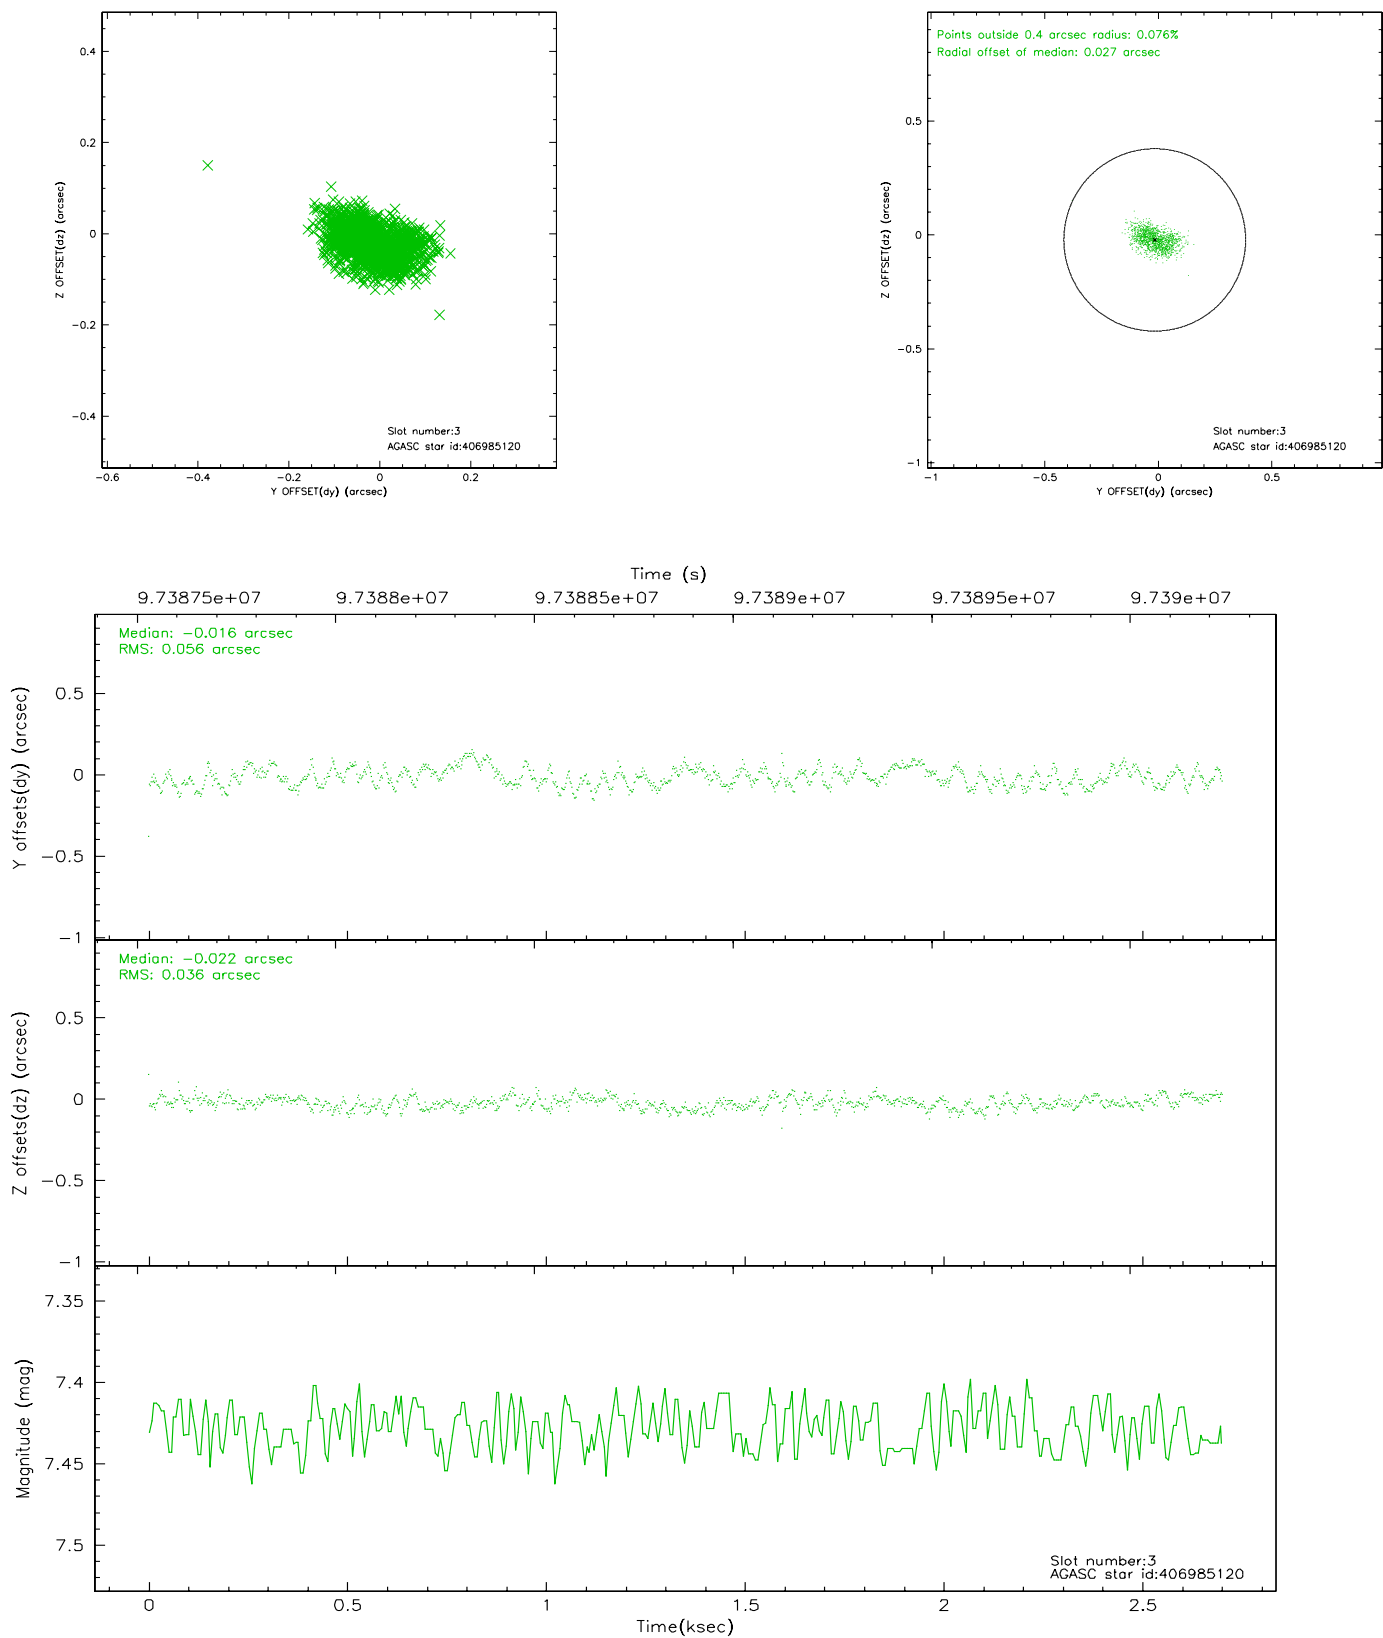 0.4
0.2
0
−0.2
−0.4
Z OFFSET(dz) (arcsec)
Slot number:3
AGASC star id:406985120
−0.6
−0.4
−0.2
0
0.2
Y OFFSET(dy) (arcsec)
Points outside 0.4 arcsec radius: 0.076%
Radial offset of median: 0.027 arcsec
0.5
0
−0.5
−1
Z OFFSET(dz) (arcsec)
Slot number:3
AGASC star id:406985120
−1
−0.5
0
0.5
Y OFFSET(dy) (arcsec)
Time (s)
9.73875e+07
9.7388e+07
9.73885e+07
9.7389e+07
9.73895e+07
9.739e+07
Median: −0.016 arcsec
RMS: 0.056 arcsec
0.5
0
−0.5
−1
Y offsets(dy) (arcsec)
Median: −0.022 arcsec
RMS: 0.036 arcsec
0.5
0
−0.5
−1
Z offsets(dz) (arcsec)
7.35
7.4
7.45
7.5
Magnitude (mag)
Slot number:3
AGASC star id:406985120
0
0.5
1
1.5
2
2.5
Time(ksec)